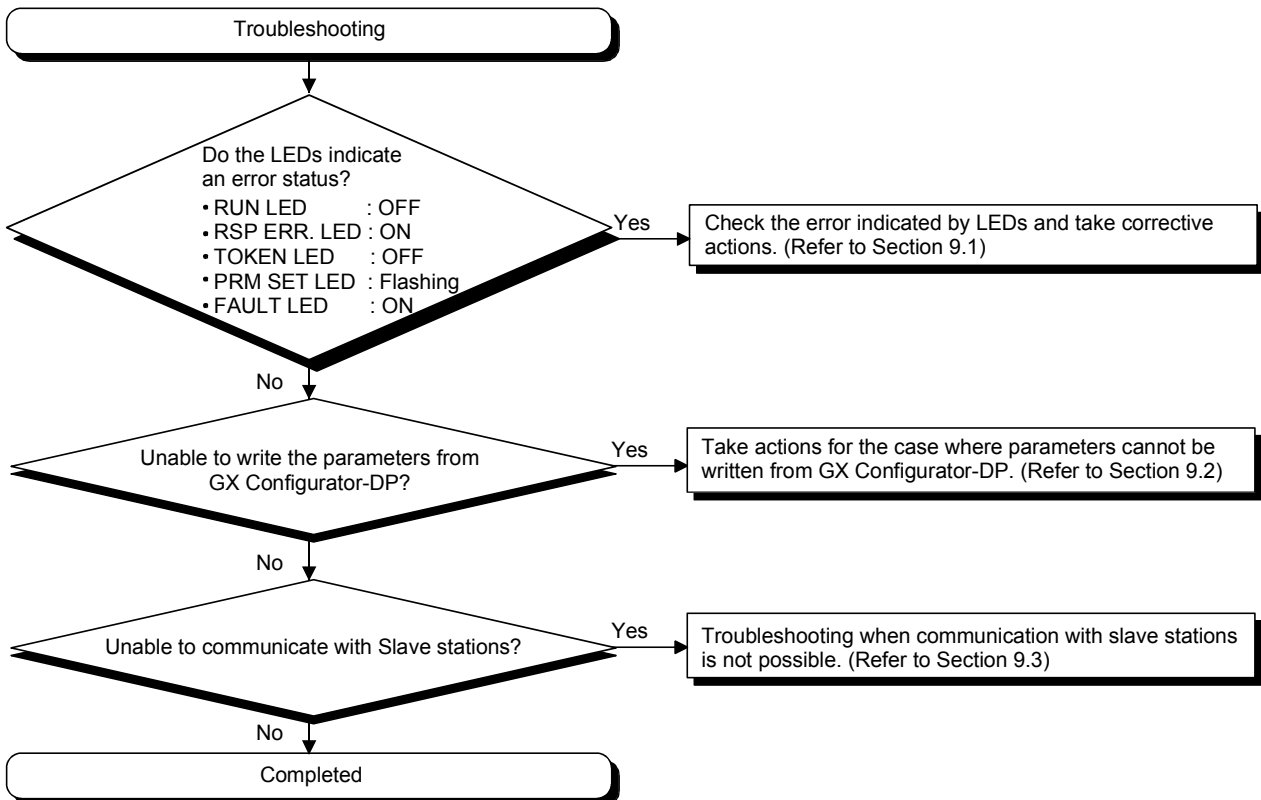 Troubleshooting
Do the LEDs indicate
an error status?
• RUN LED : OFF
• RSP ERR. LED : ON
• TOKEN LED : OFF
• PRM SET LED : Flashing
• FAULT LED : ON
Yes
Check the error indicated by LEDs and take corrective
actions. (Refer to Section 9.1)
No
Unable to write the parameters from
GX Configurator-DP?
Yes
Take actions for the case where parameters cannot be
written from GX Configurator-DP. (Refer to Section 9.2)
No
Unable to communicate with Slave stations?
Yes
Troubleshooting when communication with slave stations
is not possible. (Refer to Section 9.3)
No
Completed